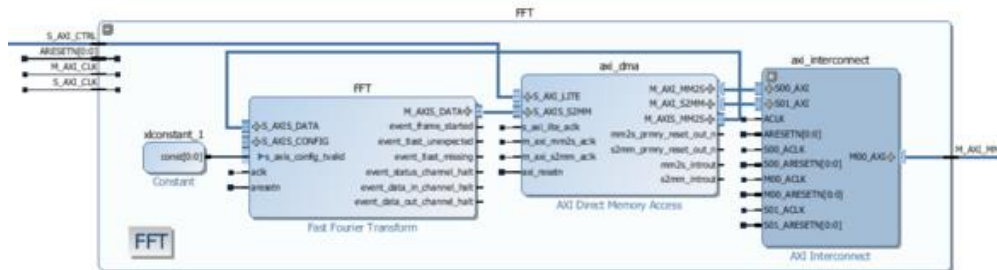 FFT
S_AXI_CTRL
ARESETN[0:0]
M_AXI_CLK
S_AXI_CLK
xlconstant_1
const[0:0]
Constant
FFT
S_AXIS_DATA
S_AXIS_CONFIG
s_axis_config_tvalid
aclk
aresetn
M_AXIS_DATA
event_frame_started
event_tlast_unexpected
event_tlast_missing
event_status_channel_halt
event_data_in_channel_halt
event_data_out_channel_halt
Fast Fourier Transform
axi_dma
S_AXI_LITE
S_AXIS_S2MM
s_axi_lite_aclk
m_axi_mm2s_aclk
m_axi_s2mm_aclk
axi_resetn
M_AXI_MM2S
M_AXI_S2MM
M_AXIS_MM2S
mm2s_prmry_reset_out_n
s2mm_prmry_reset_out_n
mm2s_introut
s2mm_introut
AXI Direct Memory Access
axi_interconnect
S00_AXI
S01_AXI
ACLK
ARESETN[0:0]
S00_ACLK
S00_ARESETN[0:0]
M00_ACLK
M00_ARESETN[0:0]
S01_ACLK
S01_ARESETN[0:0]
M00_AXI
AXI Interconnect
M_AXI_MM
FFT